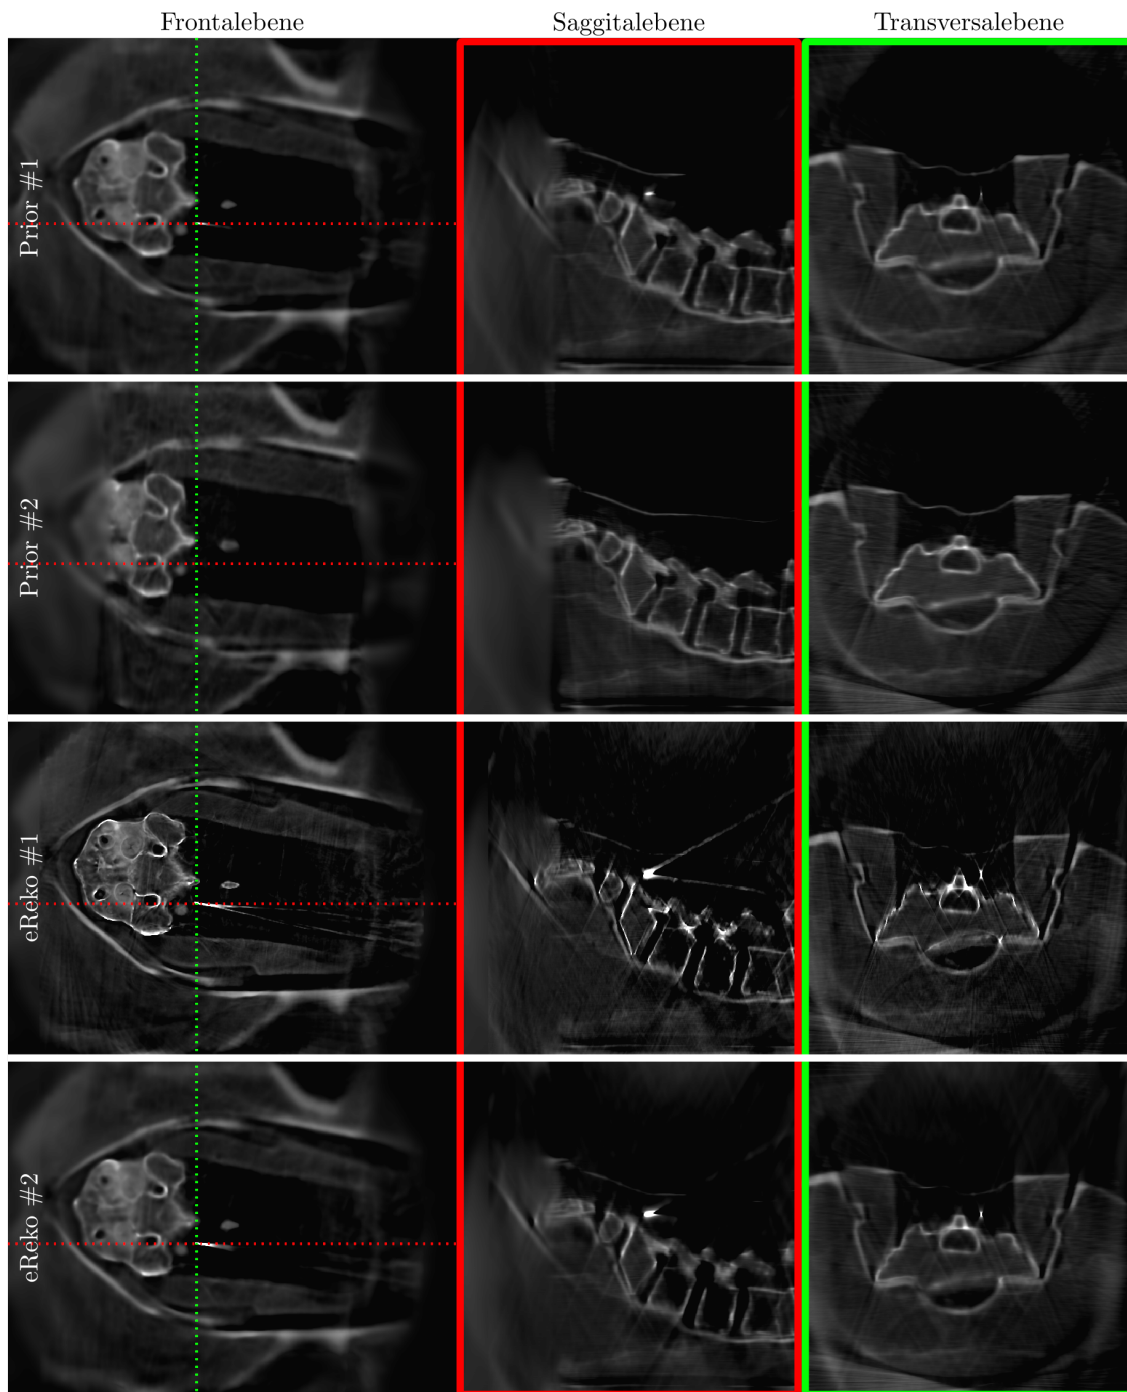 Frontalebene
Saggitalebene
Transversalebene
Prior #1
Prior #2
eReko #1
eReko #2